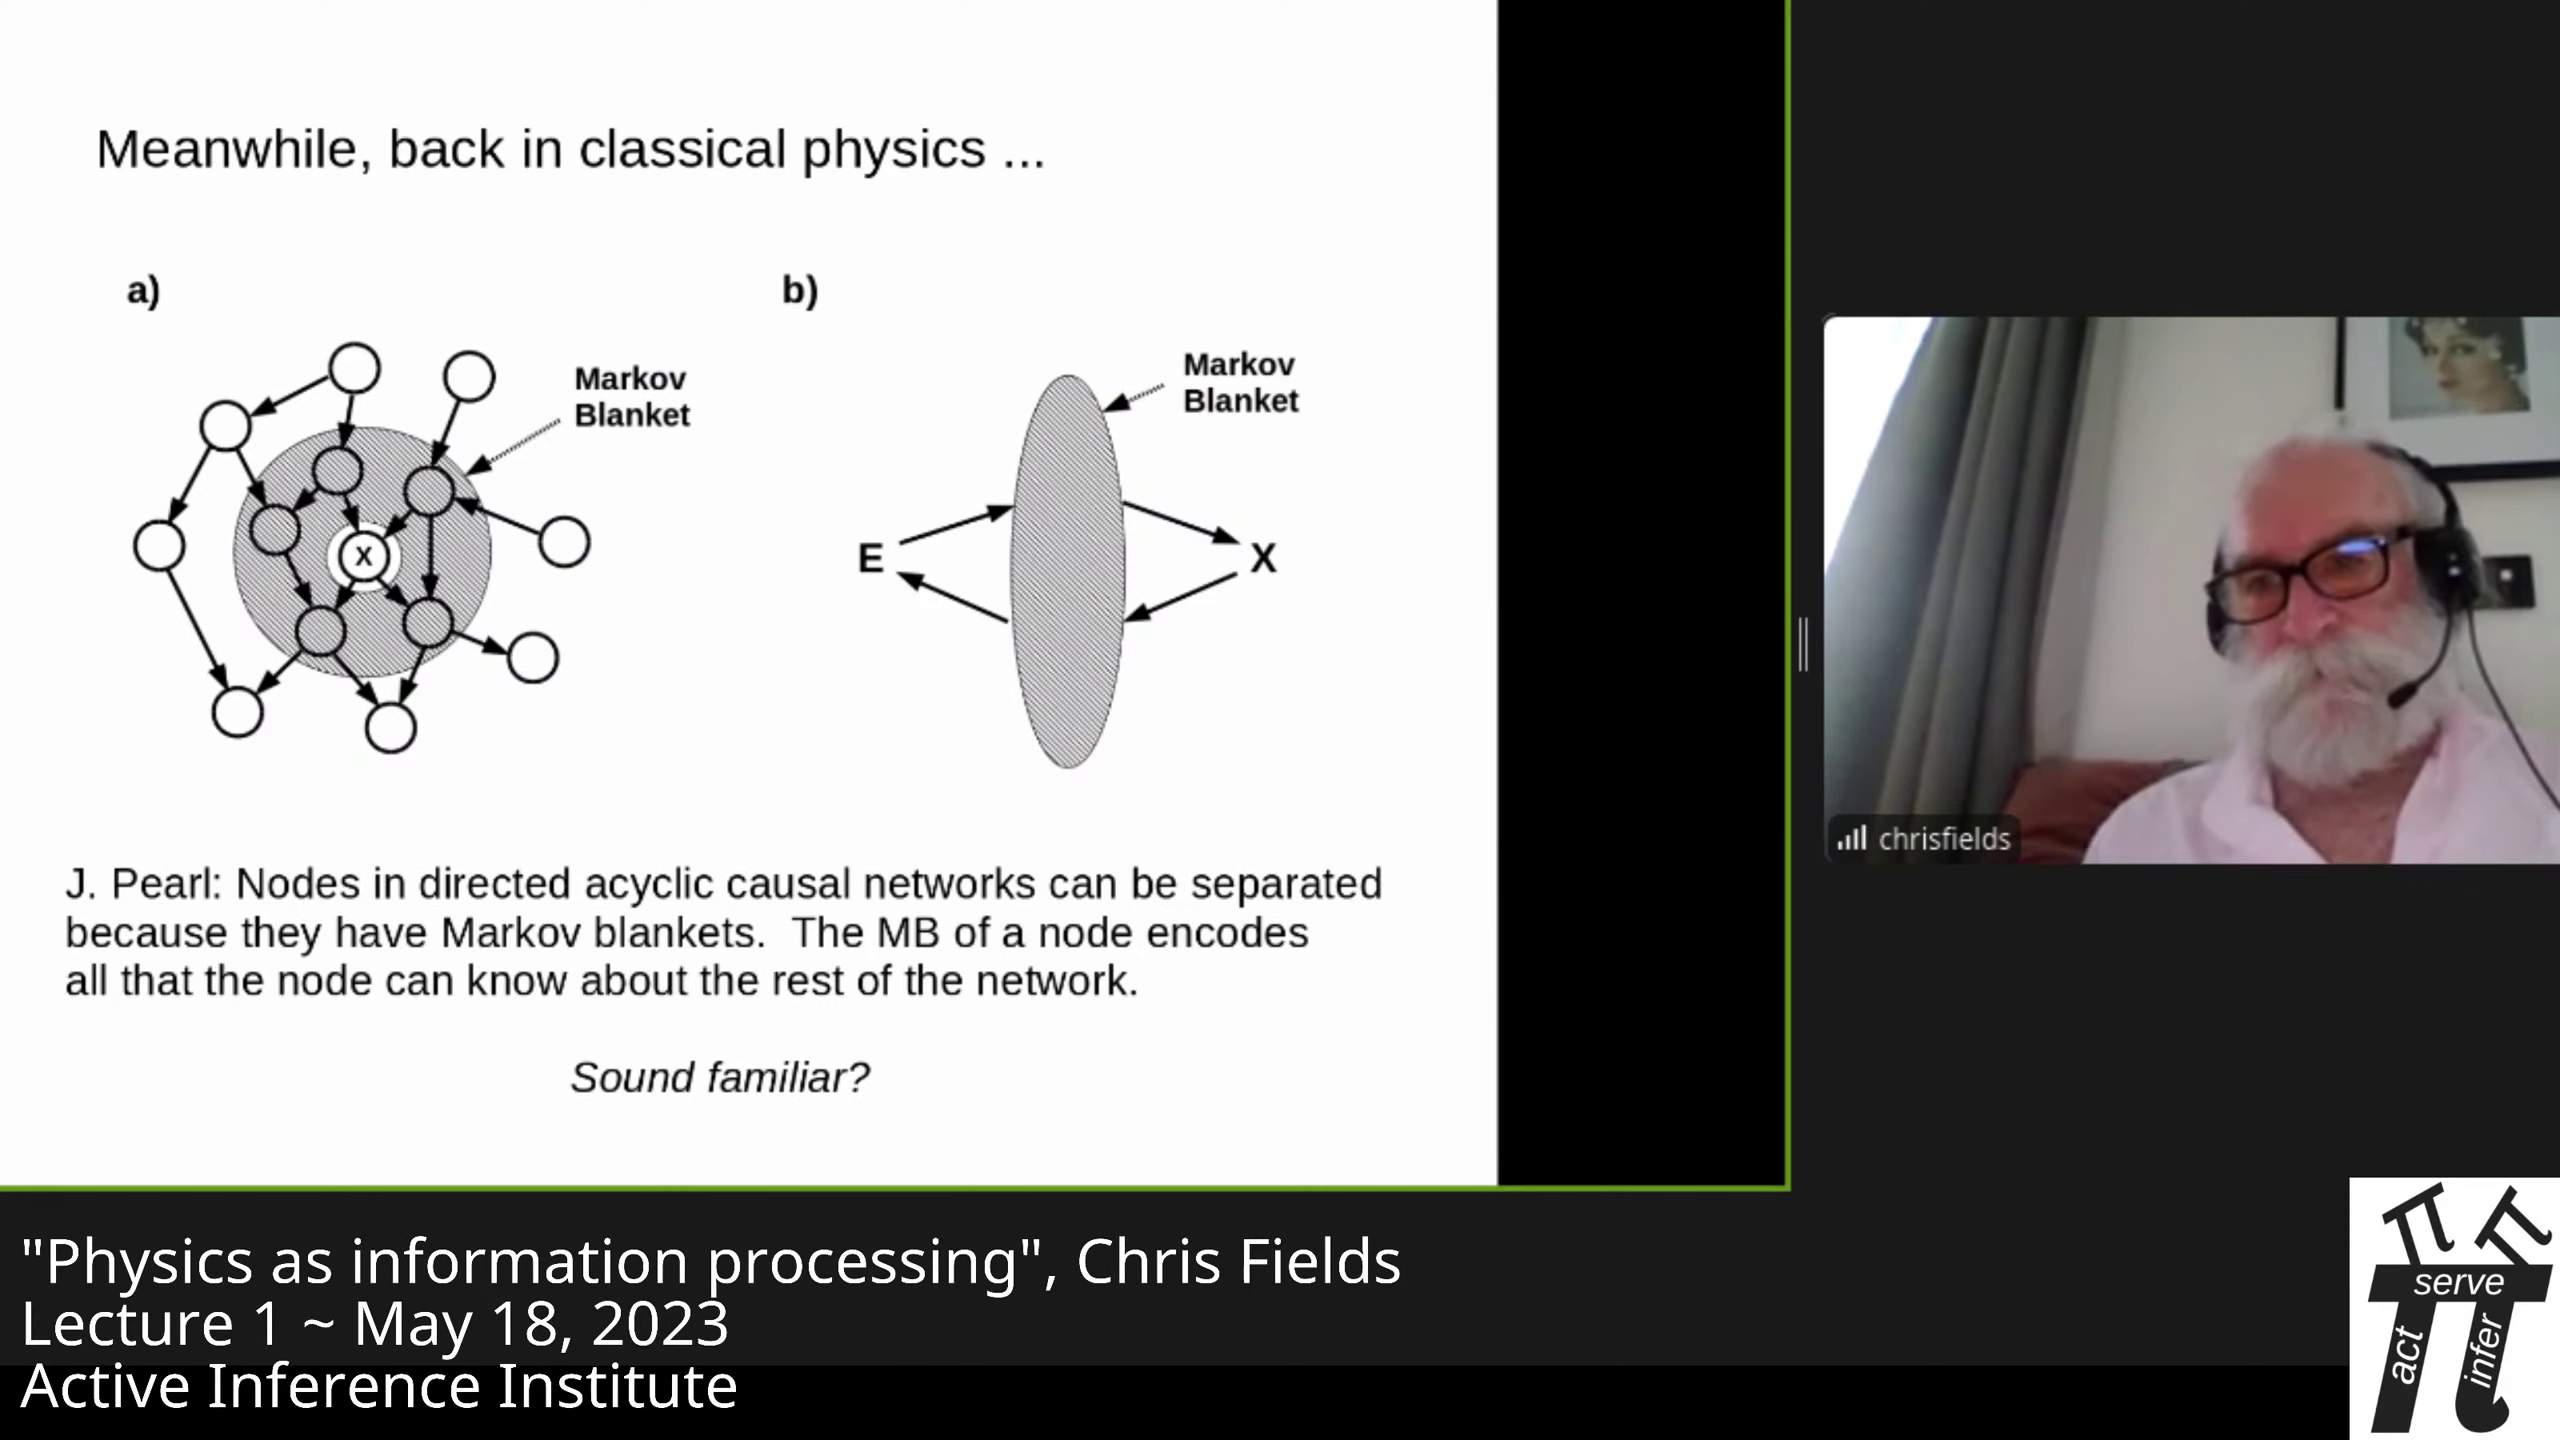 Meanwhile, back in classical physics ...
a)
Markov
Blanket
X
b)
Markov
Blanket
E
X
J. Pearl: Nodes in directed acyclic causal networks can be separated
because they have Markov blankets.  The MB of a node encodes
all that the node can know about the rest of the network.
Sound familiar?
chrisfields
"Physics as information processing", Chris Fields
Lecture 1 ~ May 18, 2023
Active Inference Institute
serve
act
infer